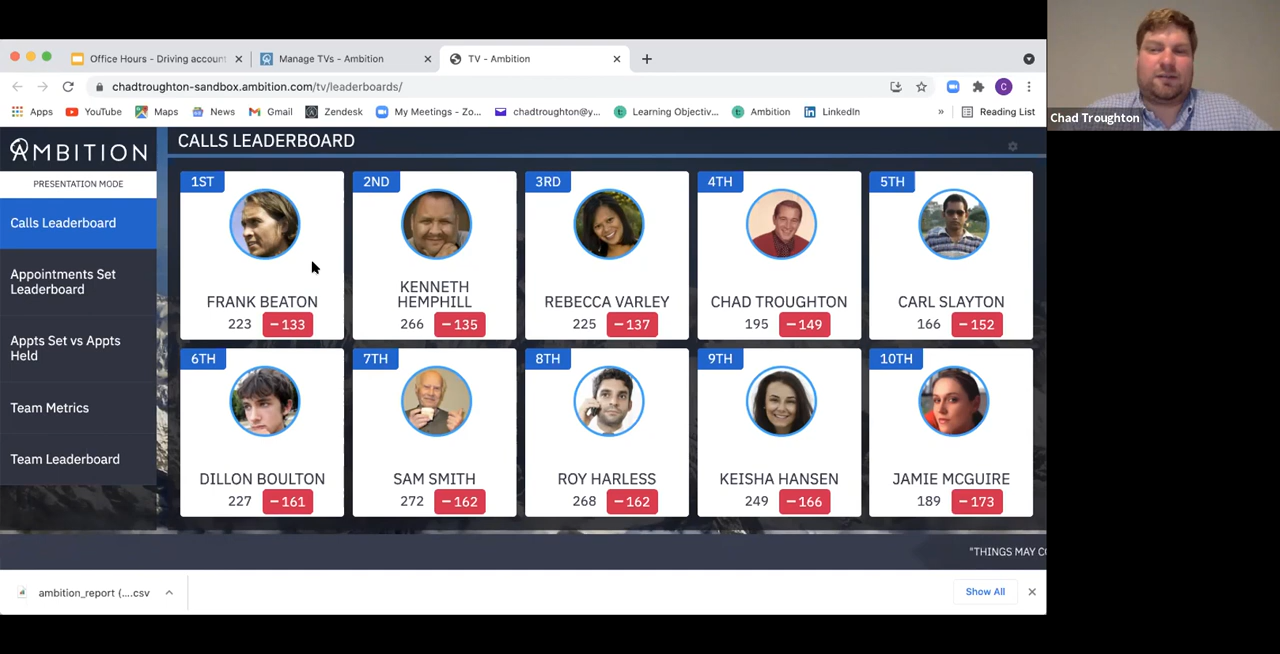 Office Hours - Driving account
Manage TVs - Ambition
TV - Ambition
chadtroughton-sandbox.ambition.com/tv/leaderboards/
C
Apps
YouTube
Maps
News
Gmail
Zendesk
My Meetings - Zo...
chadtroughton@y...
Learning Objectiv...
Ambition
LinkedIn
»
Reading List
Chad Troughton
AMBITION
PRESENTATION MODE
Calls Leaderboard
Appointments Set
Leaderboard
Appts Set vs Appts
Held
Team Metrics
Team Leaderboard
CALLS LEADERBOARD
1ST
FRANK BEATON
223 −133
2ND
KENNETH
HEMPHILL
266 −135
3RD
REBECCA VARLEY
225 −137
4TH
CHAD TROUGHTON
195 −149
5TH
CARL SLAYTON
166 −152
6TH
DILLON BOULTON
227 −161
7TH
SAM SMITH
272 −162
8TH
ROY HARLESS
268 −162
9TH
KEISHA HANSEN
249 −166
10TH
JAMIE MCGUIRE
189 −173
"THINGS MAY CO
ambition_report (....csv
Show All